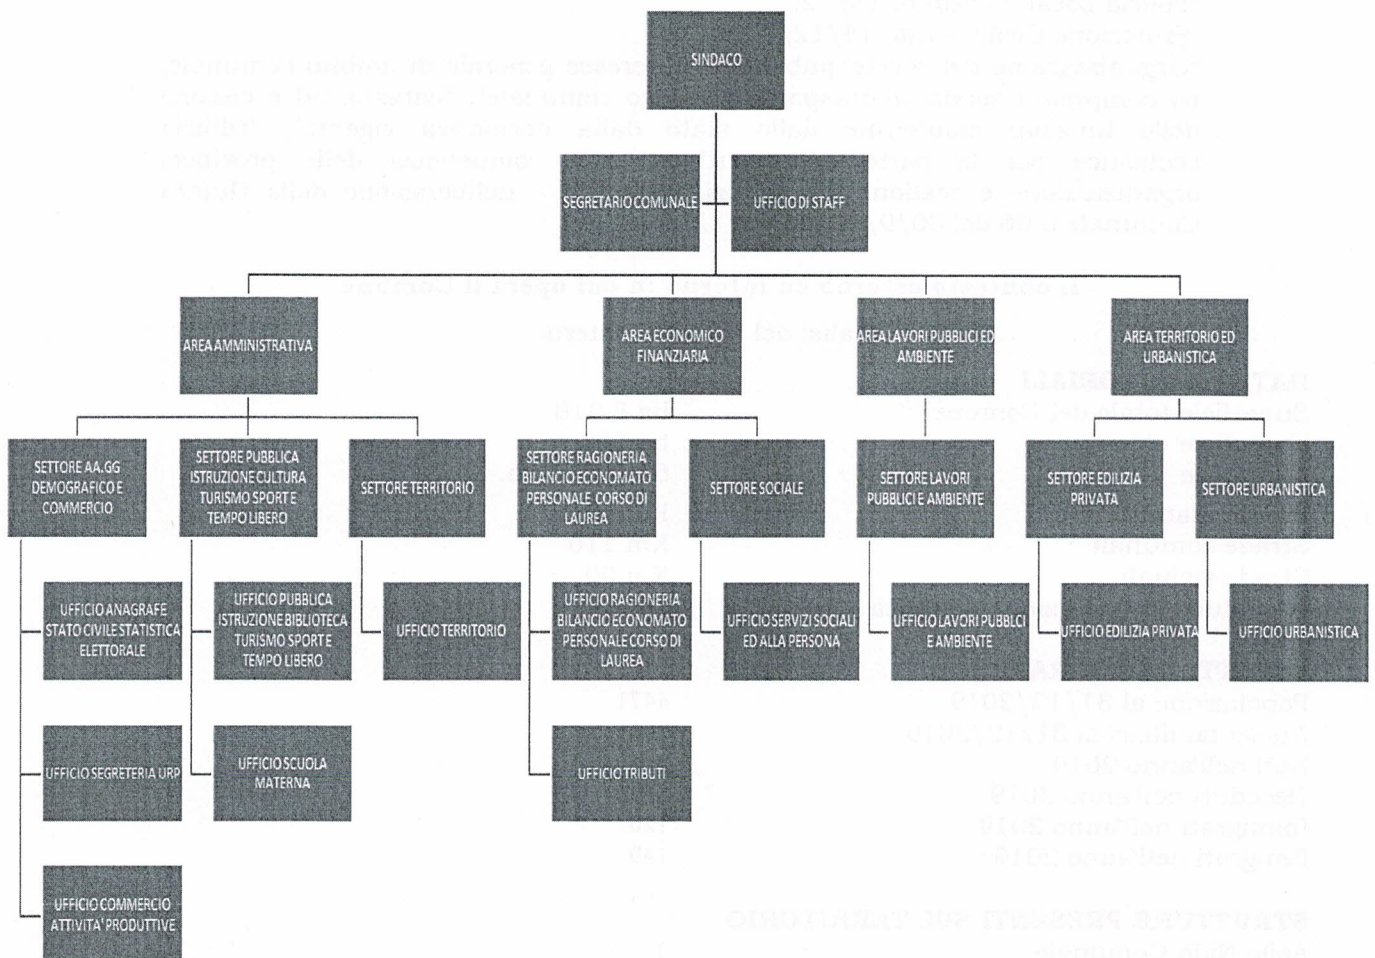 SINDACO
SEGRETARIO COMUNALE
UFFICIO DI STAFF
AREA AMMINISTRATIVA
AREA ECONOMICO
FINANZIARIA
AREA LAVORI PUBBLICI ED
AMBIENTE
AREA TERRITORIO ED
URBANISTICA
SETTORE AA.GG
DEMOGRAFICO E
COMMERCIO
SETTORE PUBBLICA
ISTRUZIONE CULTURA
TURISMO SPORT E
TEMPO LIBERO
SETTORE TERRITORIO
SETTORE RAGIONERIA
BILANCIO ECONOMATO
PERSONALE CORSO DI
LAUREA
SETTORE SOCIALE
SETTORE LAVORI
PUBBLICI E AMBIENTE
SETTORE EDILIZIA
PRIVATA
SETTORE URBANISTICA
UFFICIO ANAGRAFE
STATO CIVILE STATISTICA
ELETTORALE
UFFICIO PUBBLICA
ISTRUZIONE BIBLIOTECA
TURISMO SPORT E
TEMPO LIBERO
UFFICIO TERRITORIO
UFFICIO RAGIONERIA
BILANCIO ECONOMATO
PERSONALE CORSO DI
LAUREA
UFFICIO SERVIZI SOCIALI
ED ALLA PERSONA
UFFICIO LAVORI PUBBLCI
E AMBIENTE
UFFICIO EDILIZIA PRIVATA
UFFICIO URBANISTICA
UFFICIO SEGRETERIA URP
UFFICIO SCUOLA
MATERNA
UFFICIO TRIBUTI
UFFICIO COMMERCIO
ATTIVITA' PRODUTTIVE